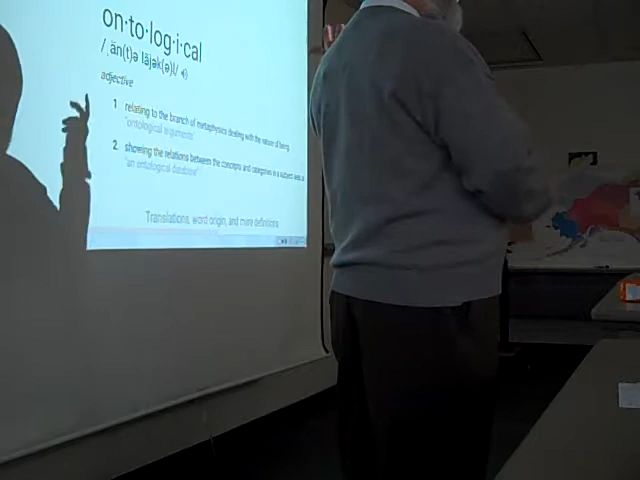 on·to·log·i·cal
/ˌän(t)əˈläjək(ə)l/
adjective
1 relating to the branch of metaphysics dealing with the nature of being.
"ontological arguments"
2. showing the relations between the concepts and categories in a subject area
"an ontological database"
Translations, word origin, and more definitions